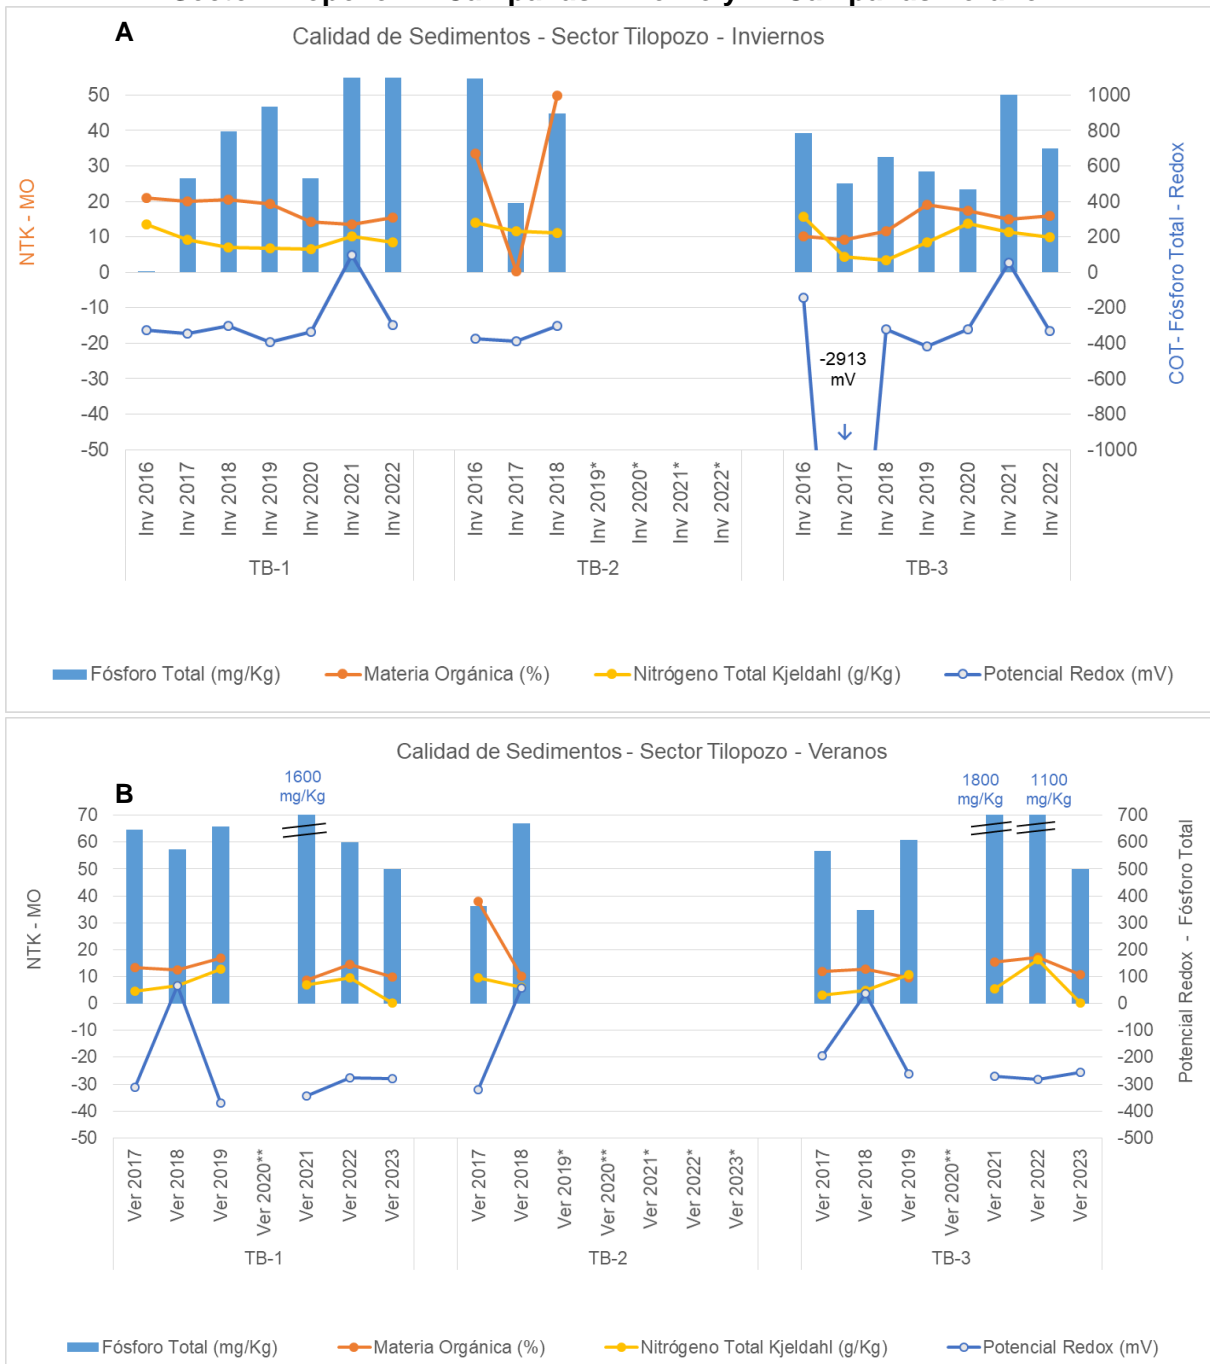 A
Calidad de Sedimentos - Sector Tilopozo - Inviernos
50
40
30
20
10
0
-10
-20
-30
-40
-50
NTK - MO
1000
800
600
400
200
0
-200
-400
-600
-800
-1000
COT- Fósforo Total - Redox
-2913
mV
Inv 2016
Inv 2017
Inv 2018
Inv 2019
Inv 2020
Inv 2021
Inv 2022
Inv 2016
Inv 2017
Inv 2018
Inv 2019*
Inv 2020*
Inv 2021*
Inv 2022*
Inv 2016
Inv 2017
Inv 2018
Inv 2019
Inv 2020
Inv 2021
Inv 2022
TB-1 TB-2 TB-3
Fósforo Total (mg/Kg) Materia Orgánica (%) Nitrógeno Total Kjeldahl (g/Kg) Potencial Redox (mV)
Calidad de Sedimentos - Sector Tilopozo - Veranos
B
1600
mg/Kg
1800
mg/Kg
1100
mg/Kg
70
60
50
40
30
20
10
0
-10
-20
-30
-40
-50
NTK - MO
700
600
500
400
300
200
100
0
-100
-200
-300
-400
-500
Potencial Redox - Fósforo Total
Ver 2017
Ver 2018
Ver 2019
Ver 2020**
Ver 2021
Ver 2022
Ver 2023
Ver 2017
Ver 2018
Ver 2019*
Ver 2020**
Ver 2021*
Ver 2022*
Ver 2023*
Ver 2017
Ver 2018
Ver 2019
Ver 2020**
Ver 2021
Ver 2022
Ver 2023
TB-1 TB-2 TB-3
Fósforo Total (mg/Kg) Materia Orgánica (%) Nitrógeno Total Kjeldahl (g/Kg) Potencial Redox (mV)